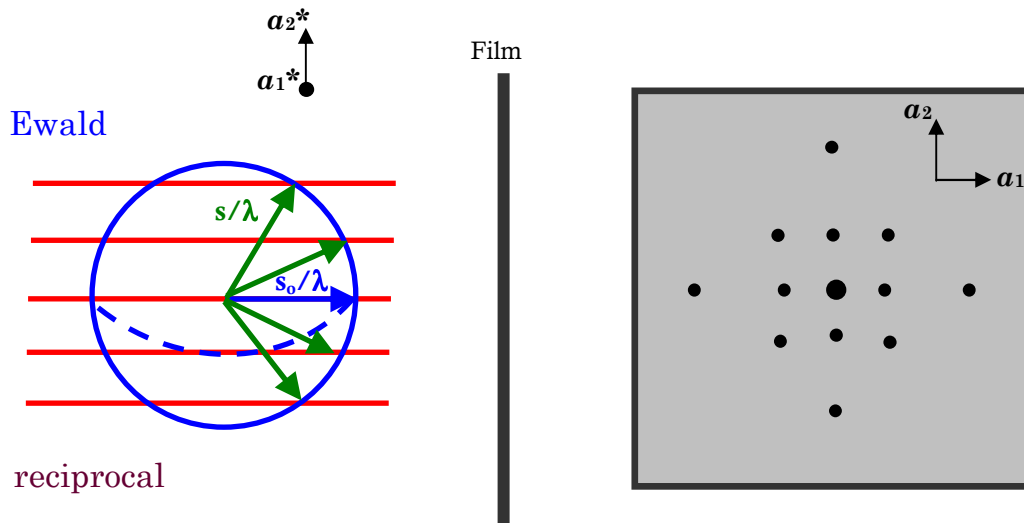 a₂*
a₁*
Ewald
s/λ
s₀/λ
reciprocal
Film
a₂
a₁